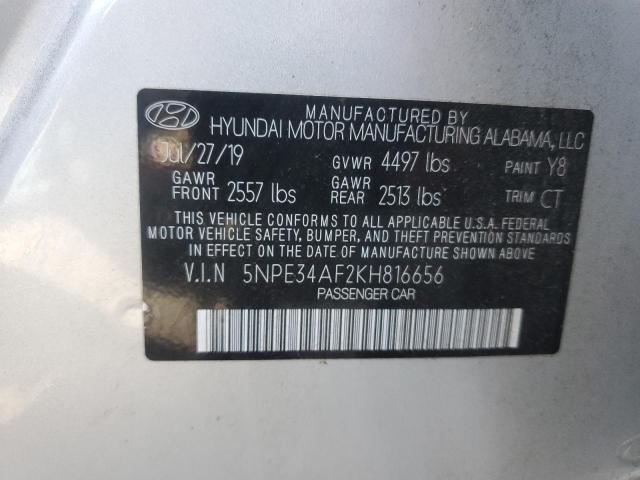 MANUFACTURED BY
HYUNDAI MOTOR MANUFACTURING ALABAMA, LLC
Jul/27/19 GVWR 4497 lbs PAINT Y8
GAWR FRONT 2557 lbs GAWR REAR 2513 lbs TRIM CT
THIS VEHICLE CONFORMS TO ALL APPLICABLE U.S.A. FEDERAL
MOTOR VEHICLE SAFETY, BUMPER, AND THEFT PREVENTION STANDARDS
IN EFFECT ON THE DATE OF MANUFACTURE SHOWN ABOVE
V.I.N 5NPE34AF2KH816656
PASSENGER CAR